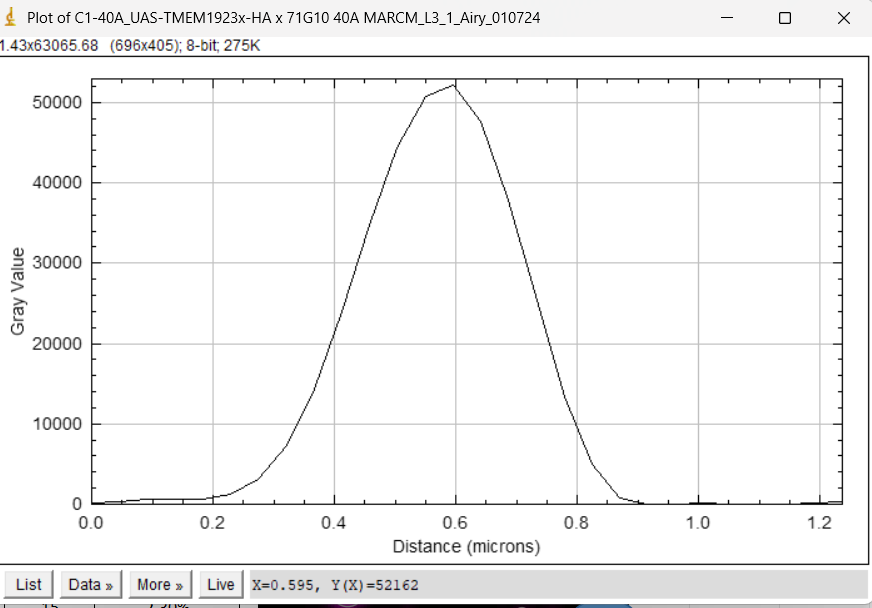 Plot of C1-40A_UAS-TMEM1923x-HA x 71G10 40A MARCM_L3_1_Airy_010724
1.43x63065.68 (696x405); 8-bit; 275K
50000
40000
30000
20000
10000
0
Gray Value
0.0 0.2 0.4 0.6 0.8 1.0 1.2
Distance (microns)
List Data » More » Live X=0.595, Y(X)=52162